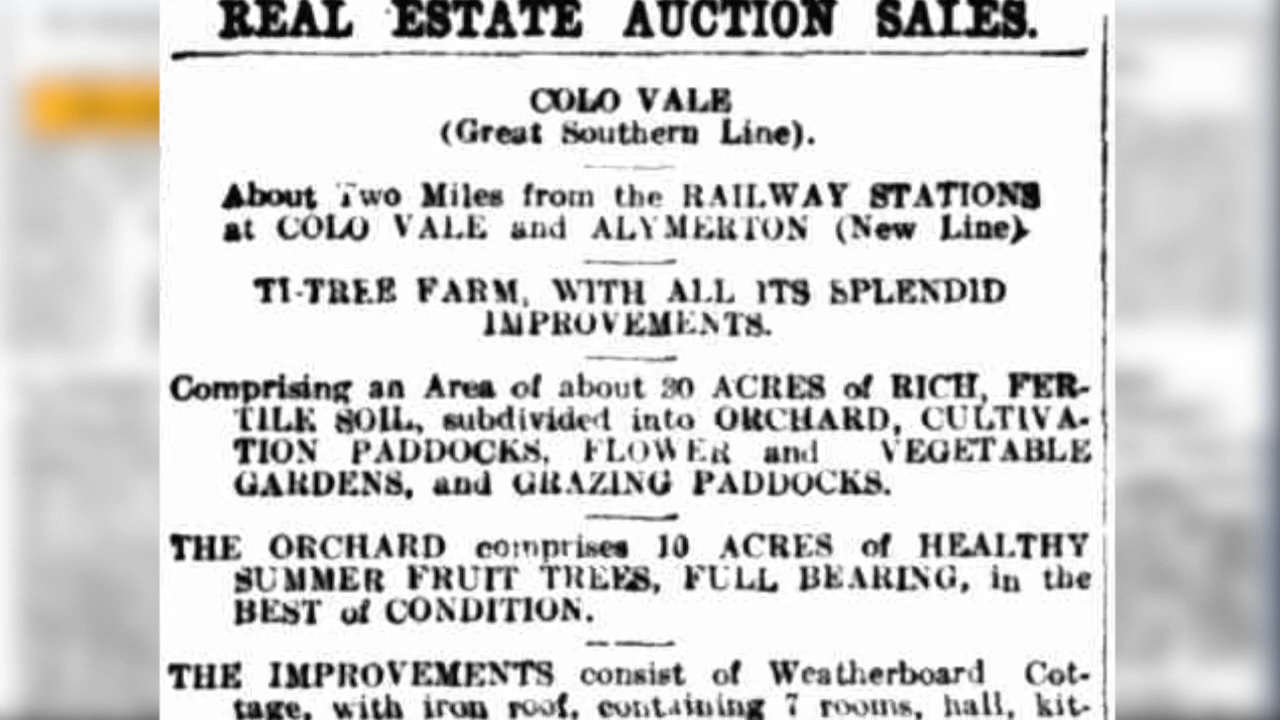 REAL ESTATE AUCTION SALES.
COLO VALE
(Great Southern Line).
About Two Miles from the RAILWAY STATIONS
at COLO VALE and ALYMERTON (New Line)
TI-TREE FARM, WITH ALL ITS SPLENDID
IMPROVEMENTS.
Comprising an Area of about 30 ACRES of RICH, FER-
TILE SOIL, subdivided into ORCHARD, CULTIVA-
TION PADDOCKS, FLOWER and VEGETABLE
GARDENS, and GRAZING PADDOCKS.
THE ORCHARD comprises 10 ACRES of HEALTHY
SUMMER FRUIT TREES, FULL BEARING, in the
BEST of CONDITION.
THE IMPROVEMENTS consist of Weatherboard Cot-
tage, with iron roof, containing 7 rooms, hall, kit-